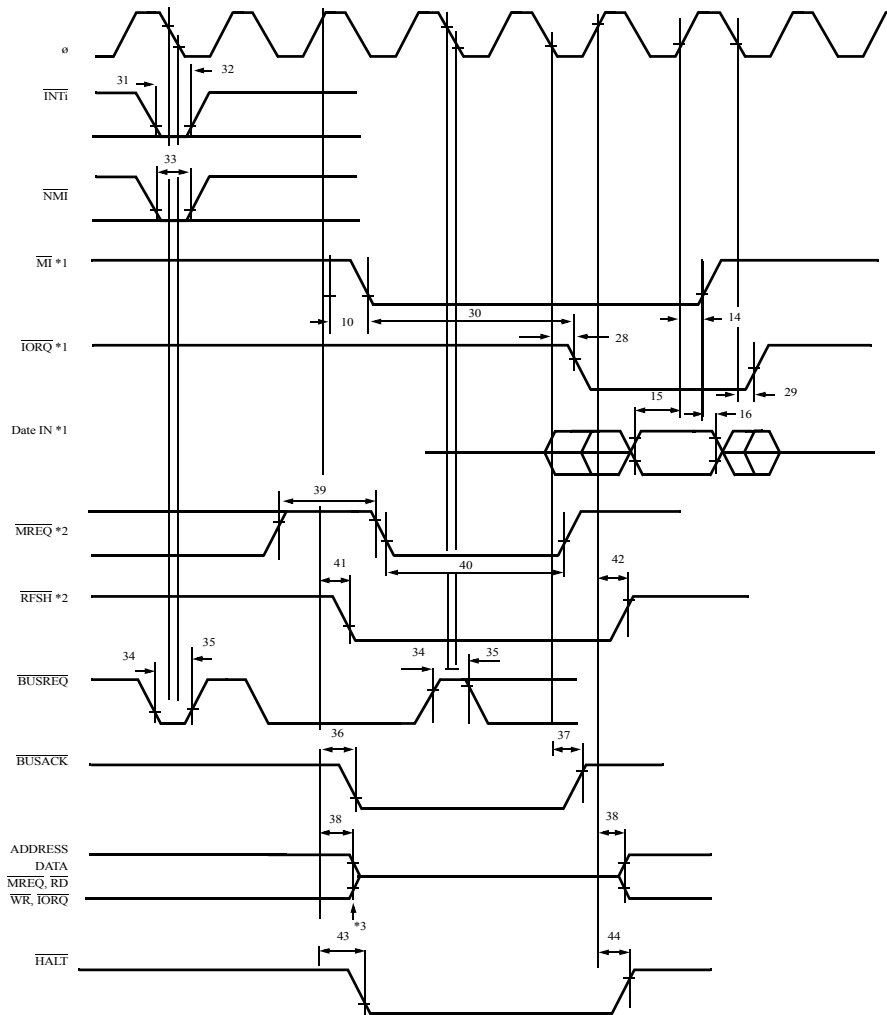 ø
31
32
INTi
33
NMI
MI *1
10
30
14
28
IORQ *1
29
15
16
Date IN *1
39
MREQ *2
40
41
42
RFSH *2
34
35
34
35
BUSREQ
36
37
BUSACK
38
38
ADDRESS
DATA
MREQ, RD
WR, IORQ
*3
43
44
HALT